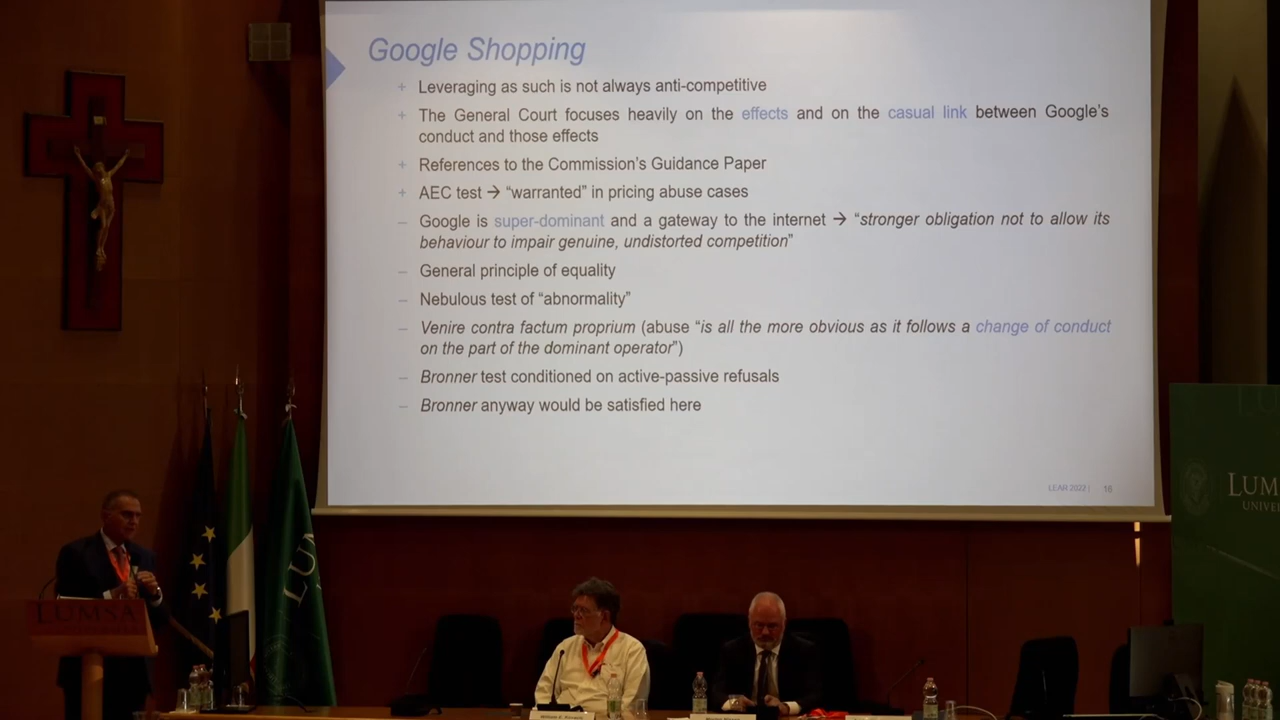 Google Shopping
+ Leveraging as such is not always anti-competitive
+ The General Court focuses heavily on the effects and on the casual link between Google's
conduct and those effects
+ References to the Commission's Guidance Paper
+ AEC test → “warranted” in pricing abuse cases
– Google is super-dominant and a gateway to the internet → “stronger obligation not to allow its
behaviour to impair genuine, undistorted competition”
– General principle of equality
– Nebulous test of “abnormality”
– Venire contra factum proprium (abuse “is all the more obvious as it follows a change of conduct
on the part of the dominant operator”)
– Bronner test conditioned on active-passive refusals
– Bronner anyway would be satisfied here
LEAR 2022 | 16
LUM
UNIVE
LU
LUMSA